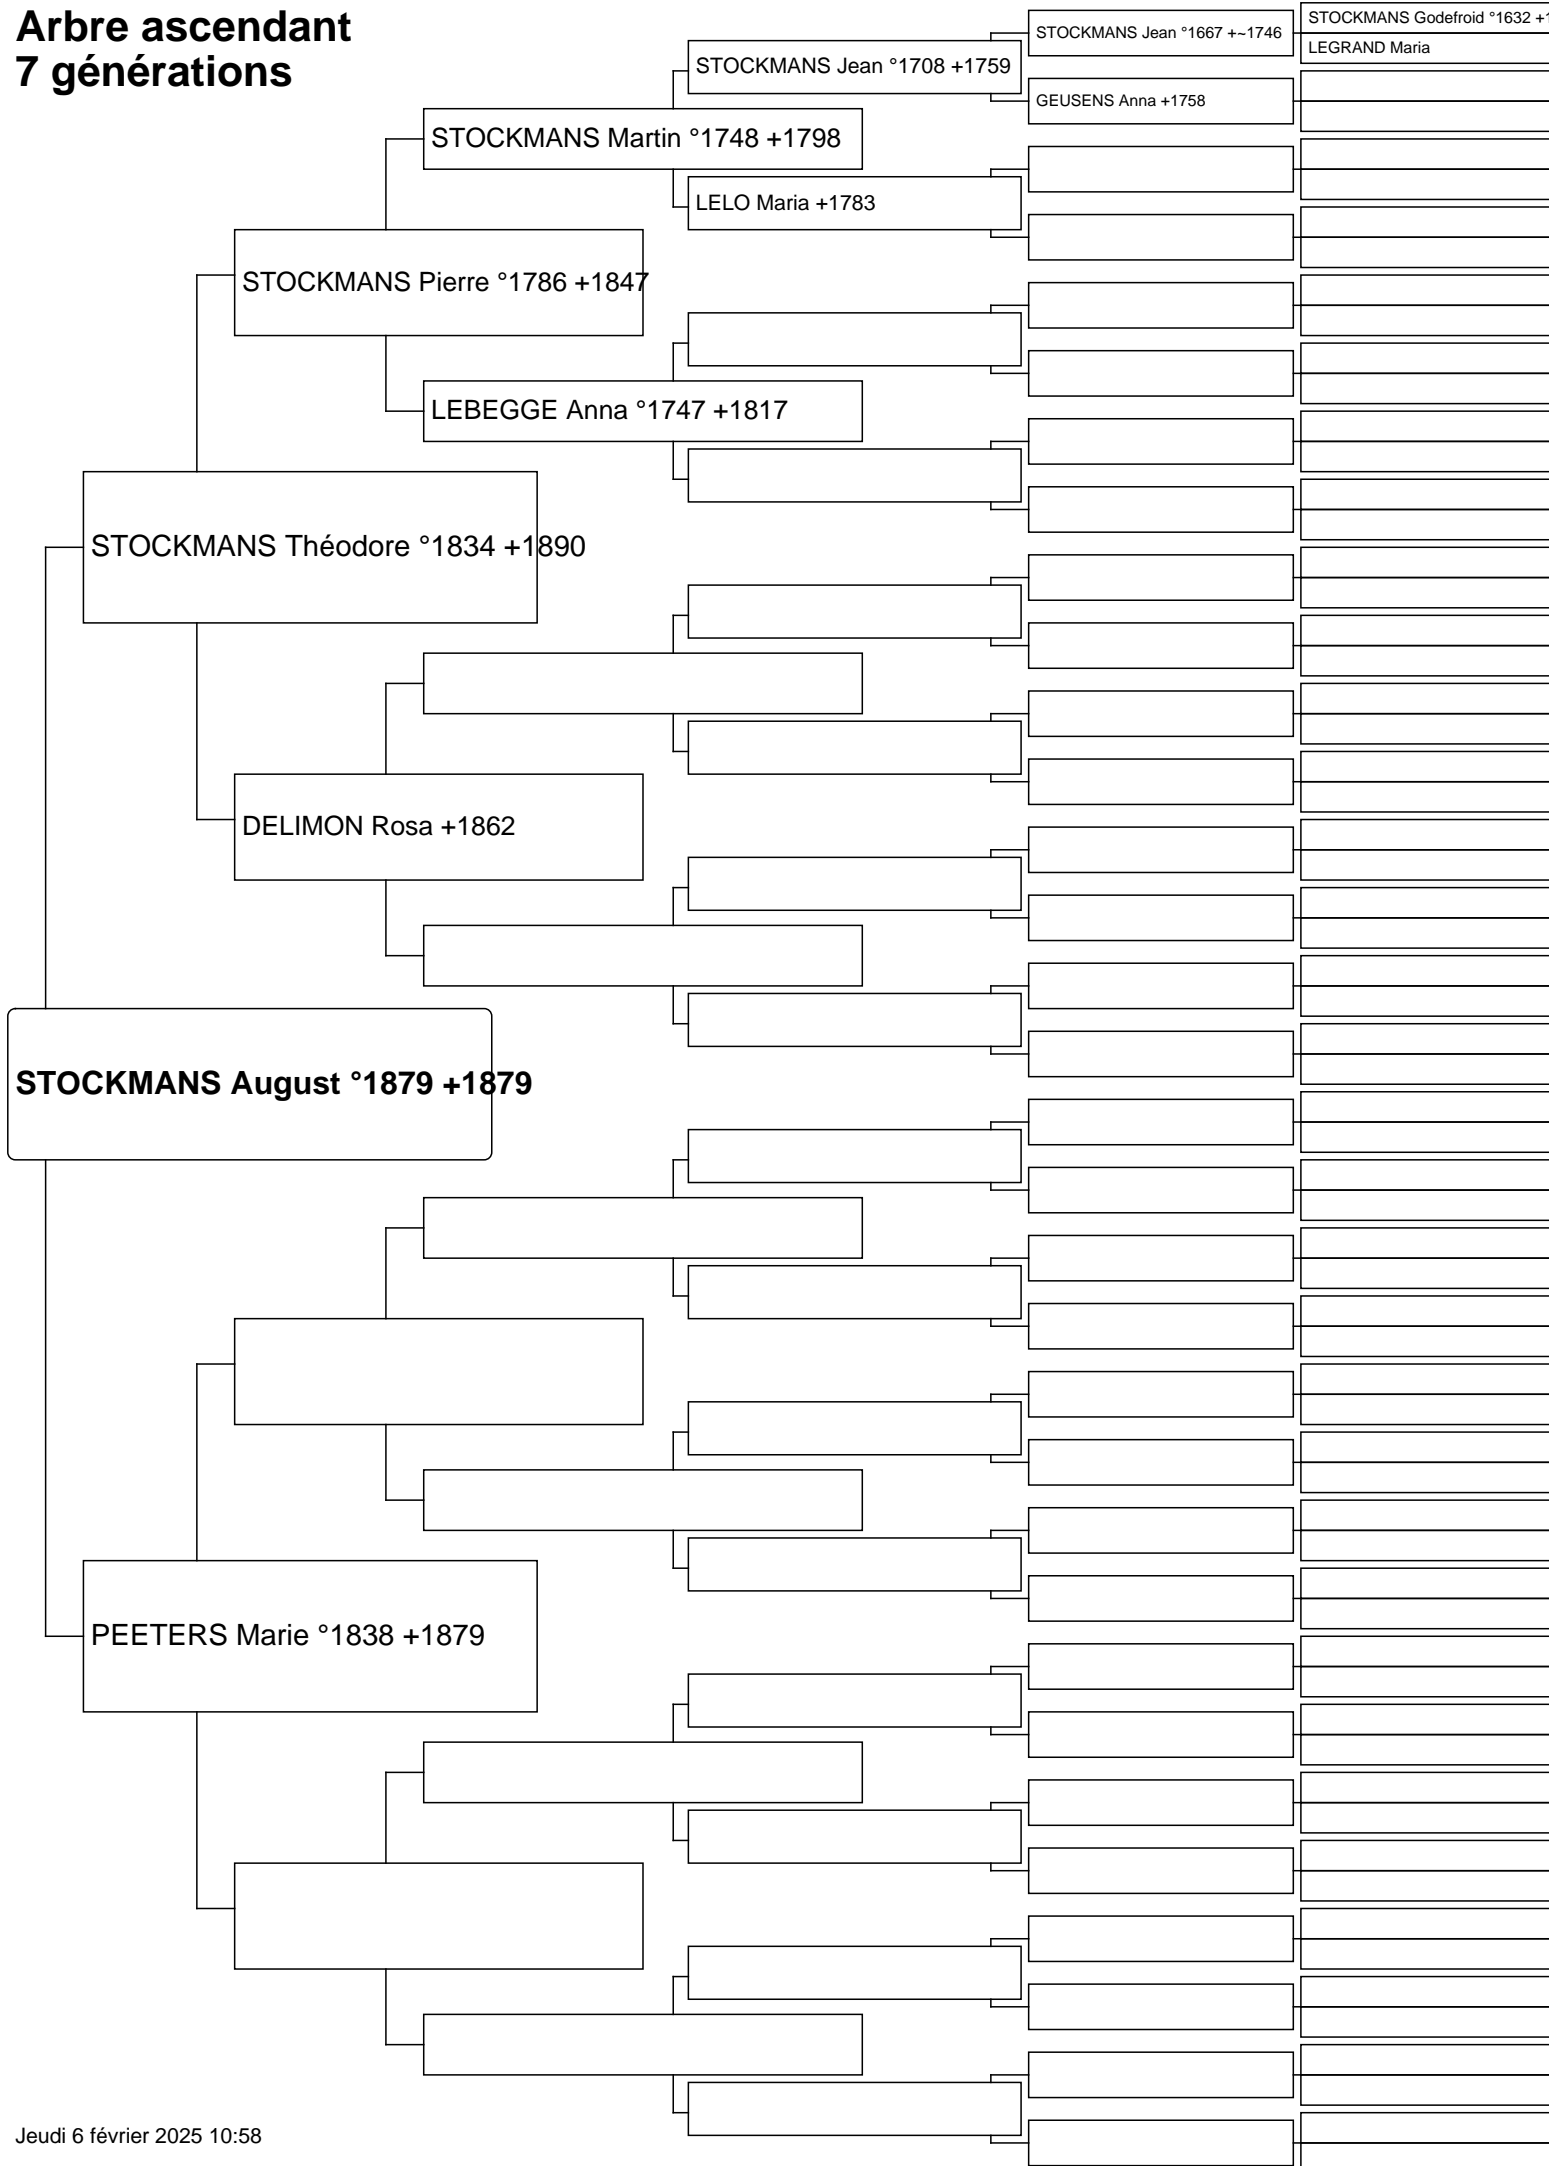 Arbre ascendant
7 générations
STOCKMANS Godefroid °1632 +1
STOCKMANS Jean °1667 +~1746
LEGRAND Maria
STOCKMANS Jean °1708 +1759
GEUSENS Anna +1758
STOCKMANS Martin °1748 +1798
LELO Maria +1783
STOCKMANS Pierre °1786 +1847
LEBEGGE Anna °1747 +1817
STOCKMANS Théodore °1834 +1890
DELIMON Rosa +1862
STOCKMANS August °1879 +1879
PEETERS Marie °1838 +1879
Jeudi 6 février 2025 10:58